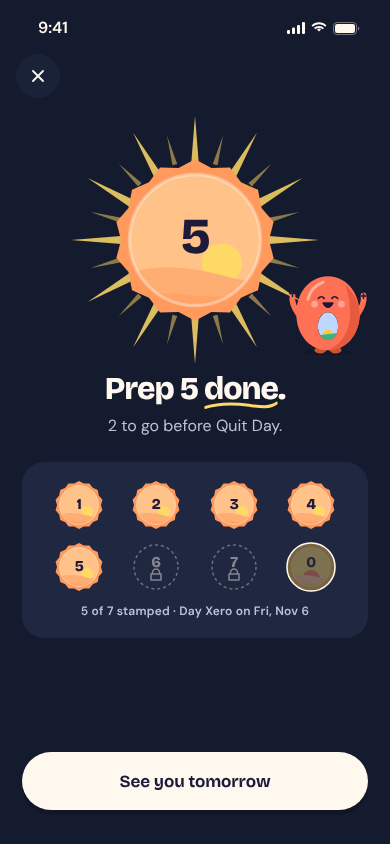 9:41
5
Prep 5 done.
2 to go before Quit Day.
1 2 3 4
5 6 7 0
5 of 7 stamped · Day Xero on Fri, Nov 6
See you tomorrow